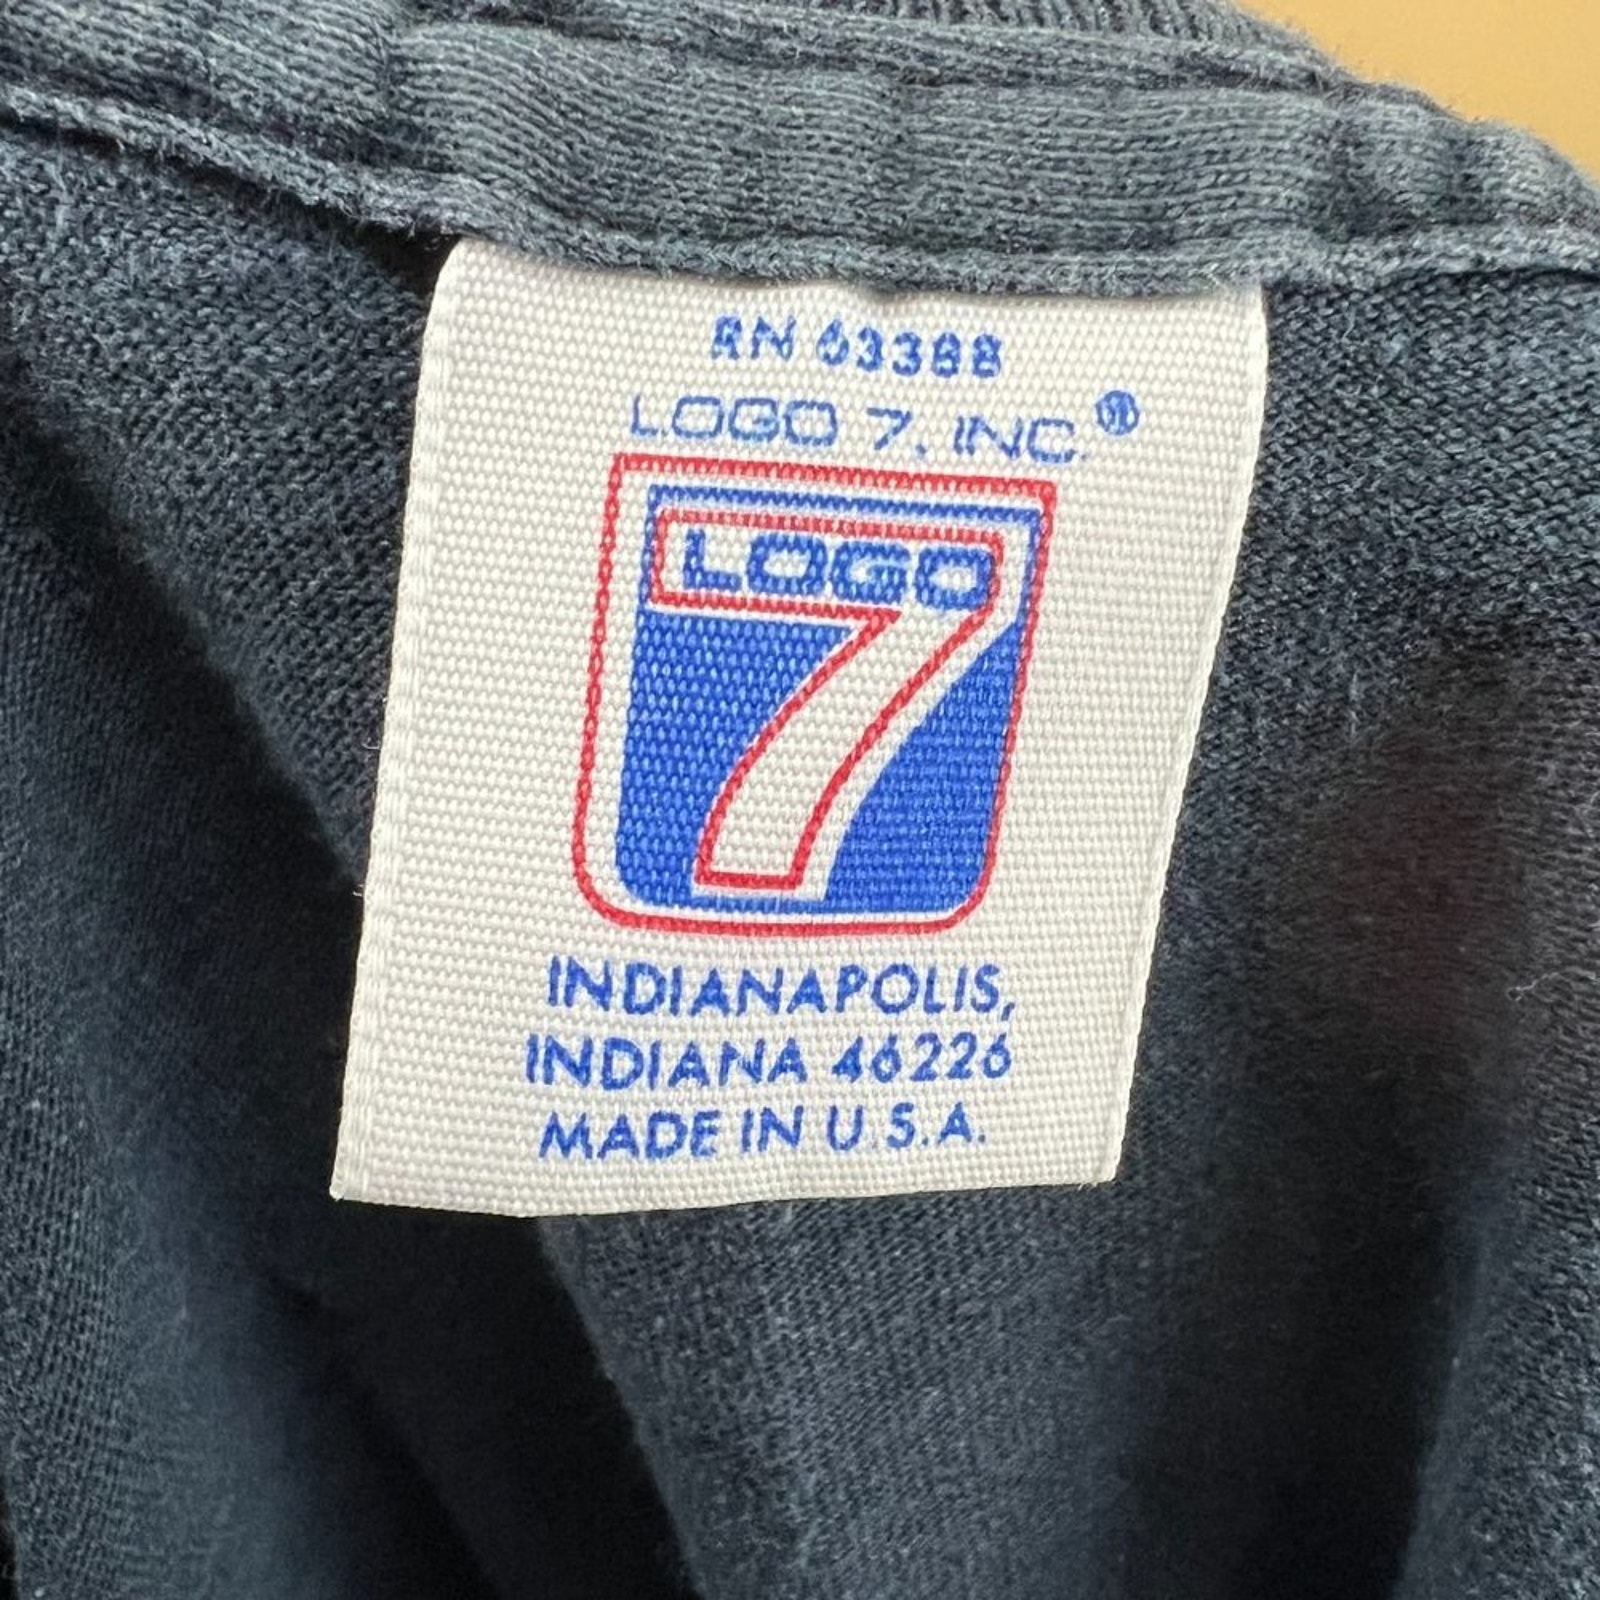 RN 63388
LOGO 7, INC.®
LOGO
7
INDIANAPOLIS,
INDIANA 46226
MADE IN U.S.A.